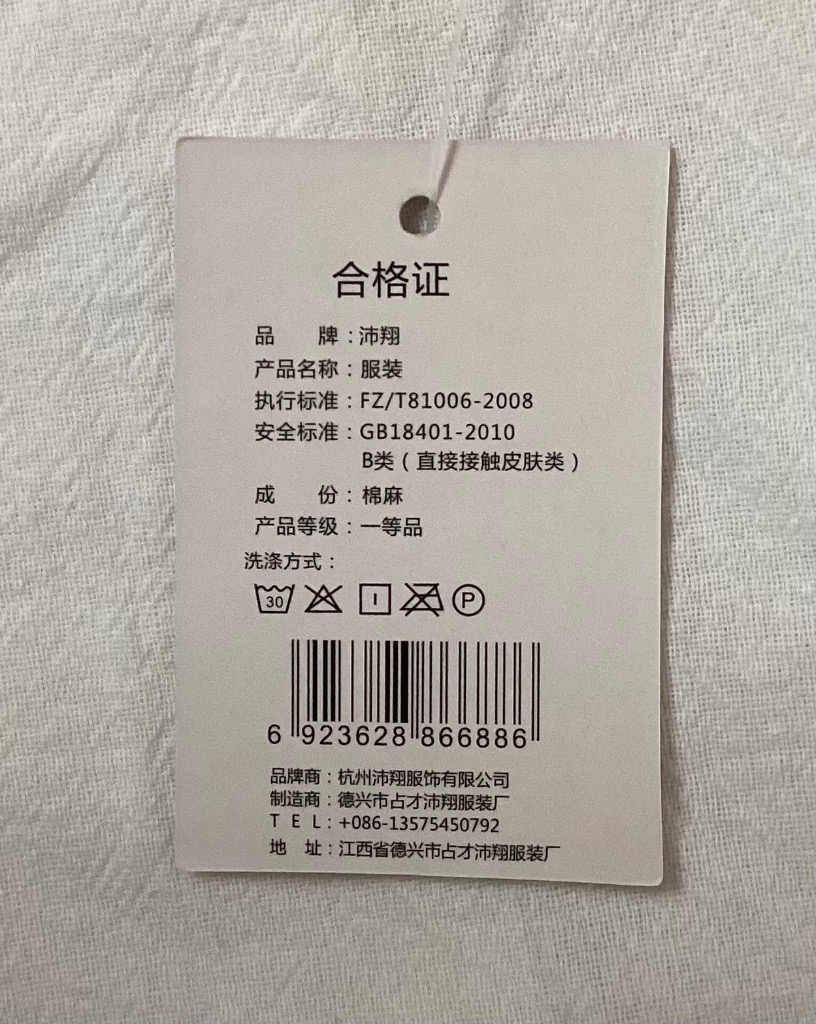 合格证
品 牌：沛翔
产品名称：服装
执行标准：FZ/T81006-2008
安全标准：GB18401-2010
B类（直接接触皮肤类）
成 份：棉麻
产品等级：一等品
洗涤方式：
30 P
6 923628 866886
品牌商：杭州沛翔服饰有限公司
制造商：德兴市占才沛翔服装厂
T E L：+086-13575450792
地 址：江西省德兴市占才沛翔服装厂